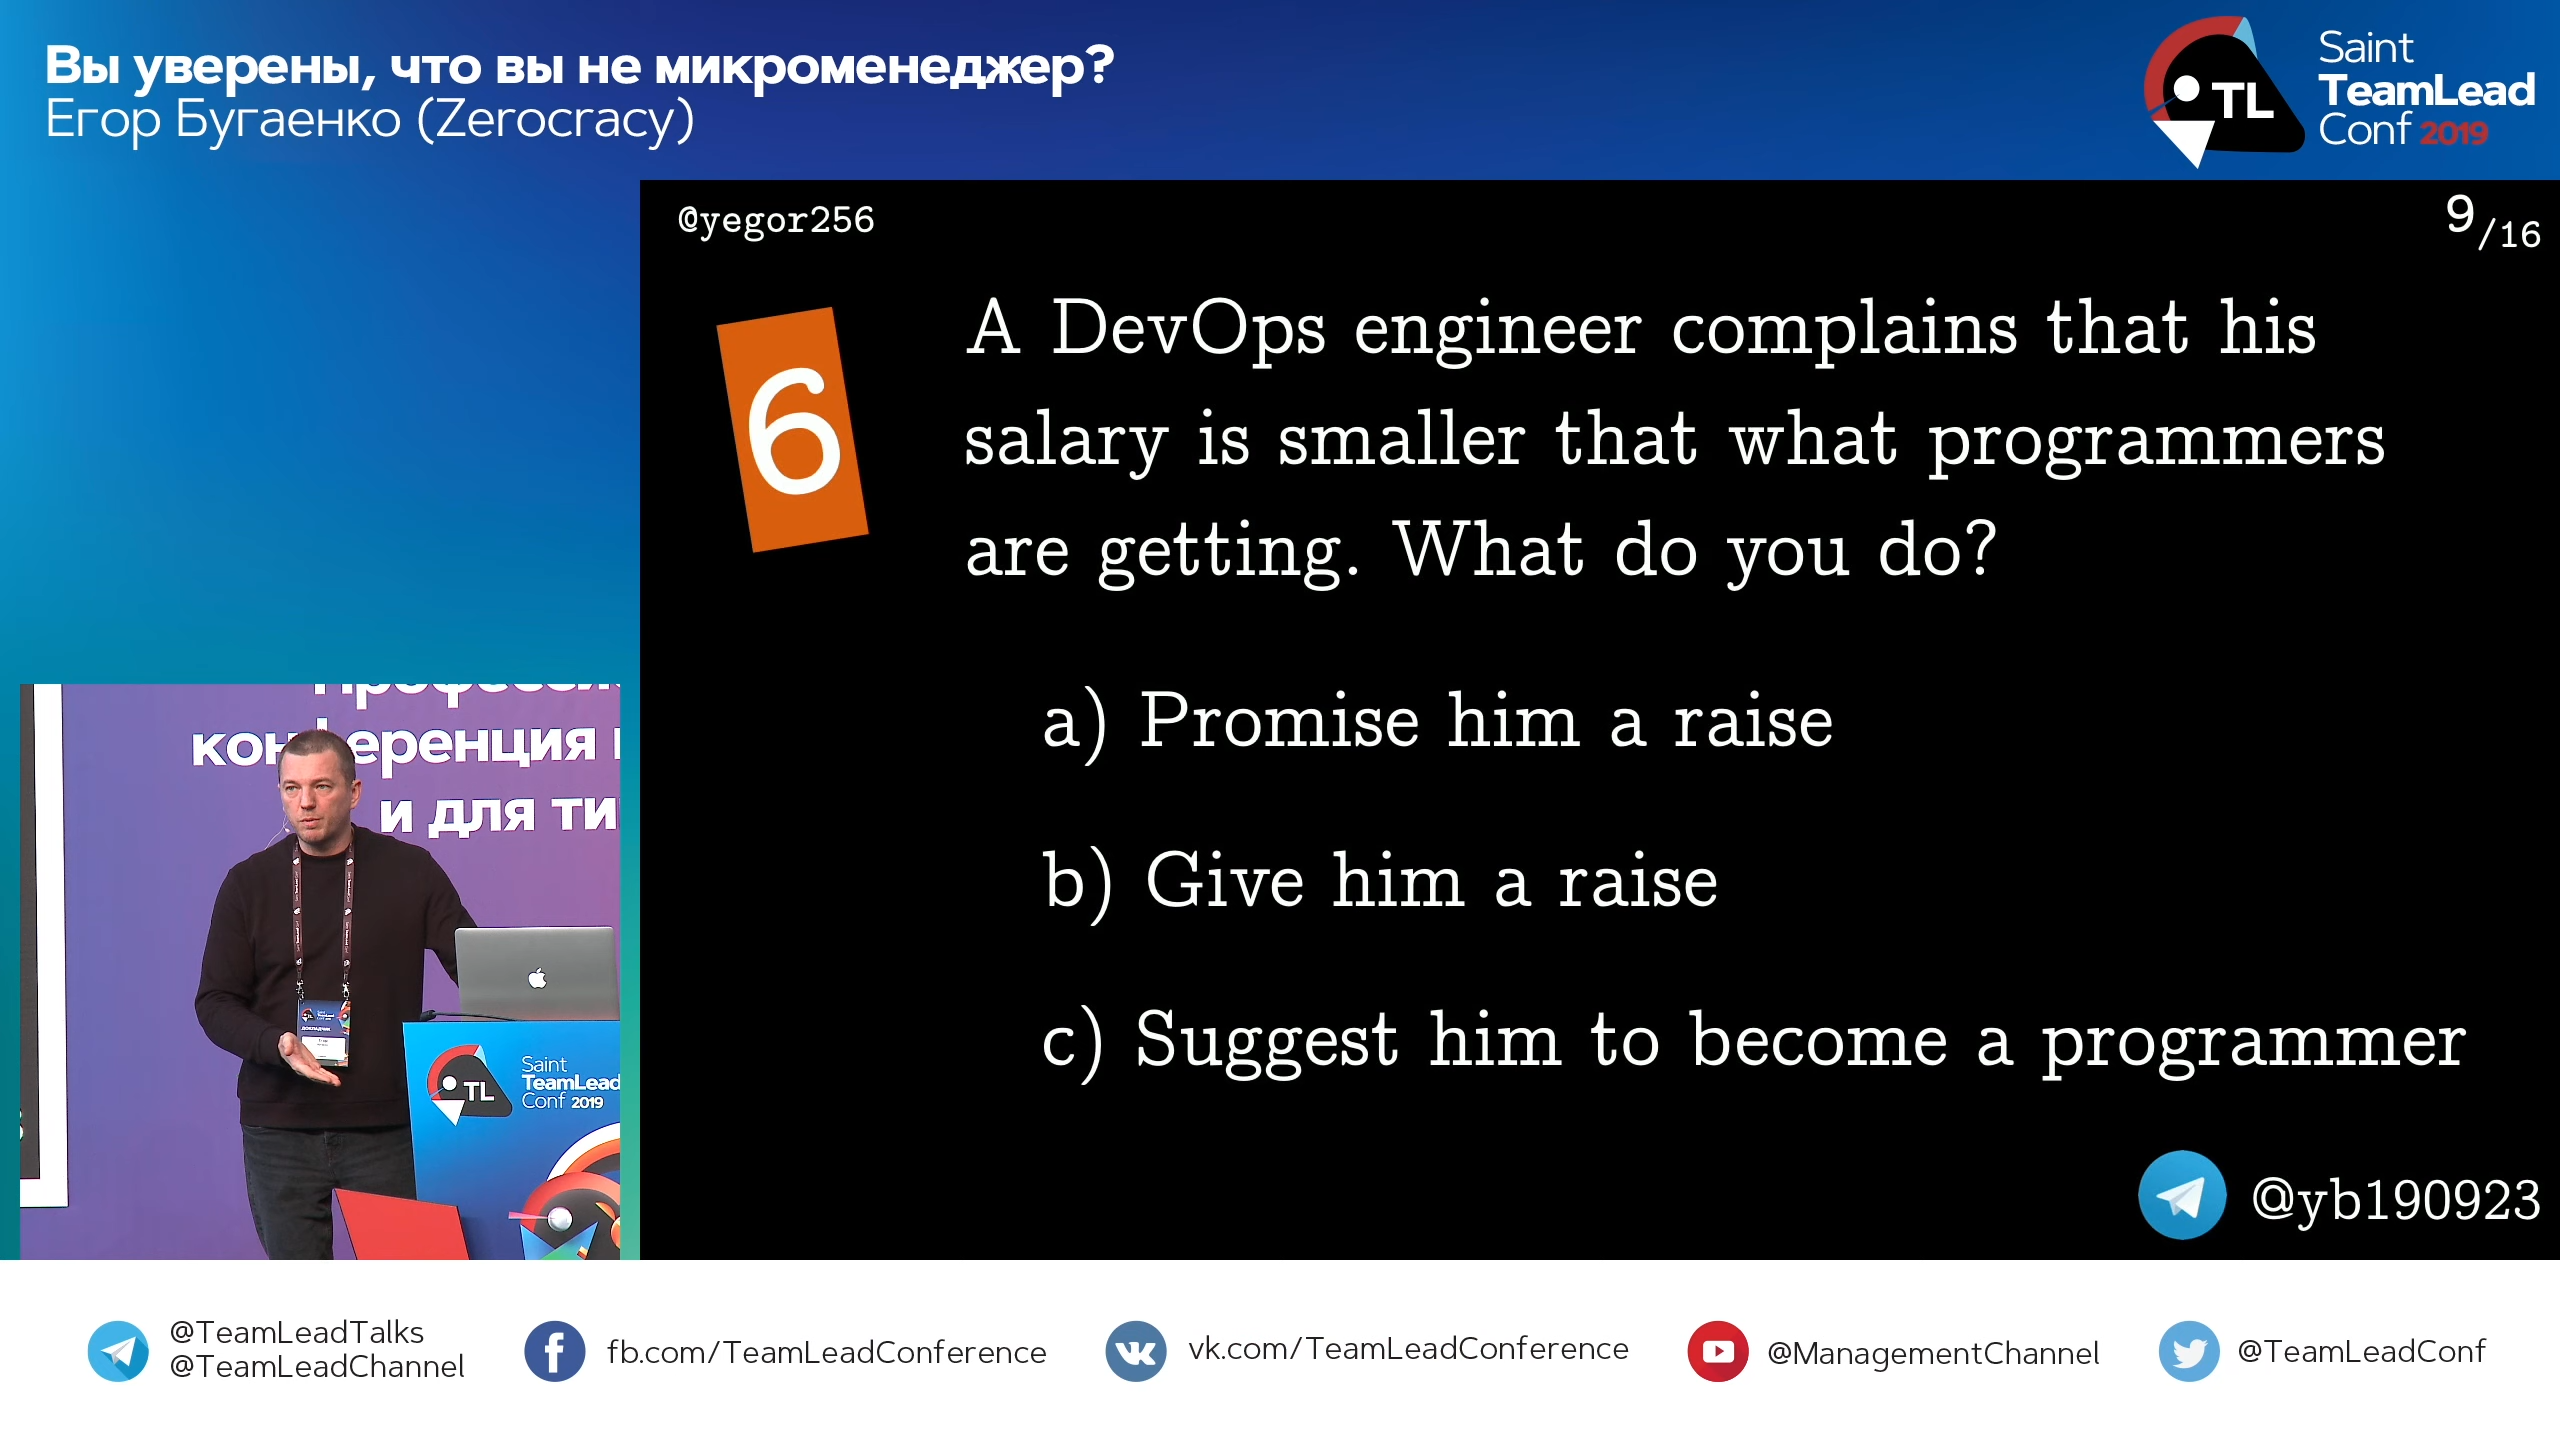 Вы уверены, что вы не микроменеджер?
Егор Бугаенко (Zerocracy)
TL
Saint
TeamLead
Conf 2019
@yegor256
9/16
6
A DevOps engineer complains that his
salary is smaller that what programmers
are getting. What do you do?
a) Promise him a raise
b) Give him a raise
c) Suggest him to become a programmer
@yb190923
конференция
и для ти
TL
Saint
TeamLead
Conf 2019
@TeamLeadTalks
@TeamLeadChannel
fb.com/TeamLeadConference
vk.com/TeamLeadConference
@ManagementChannel
@TeamLeadConf